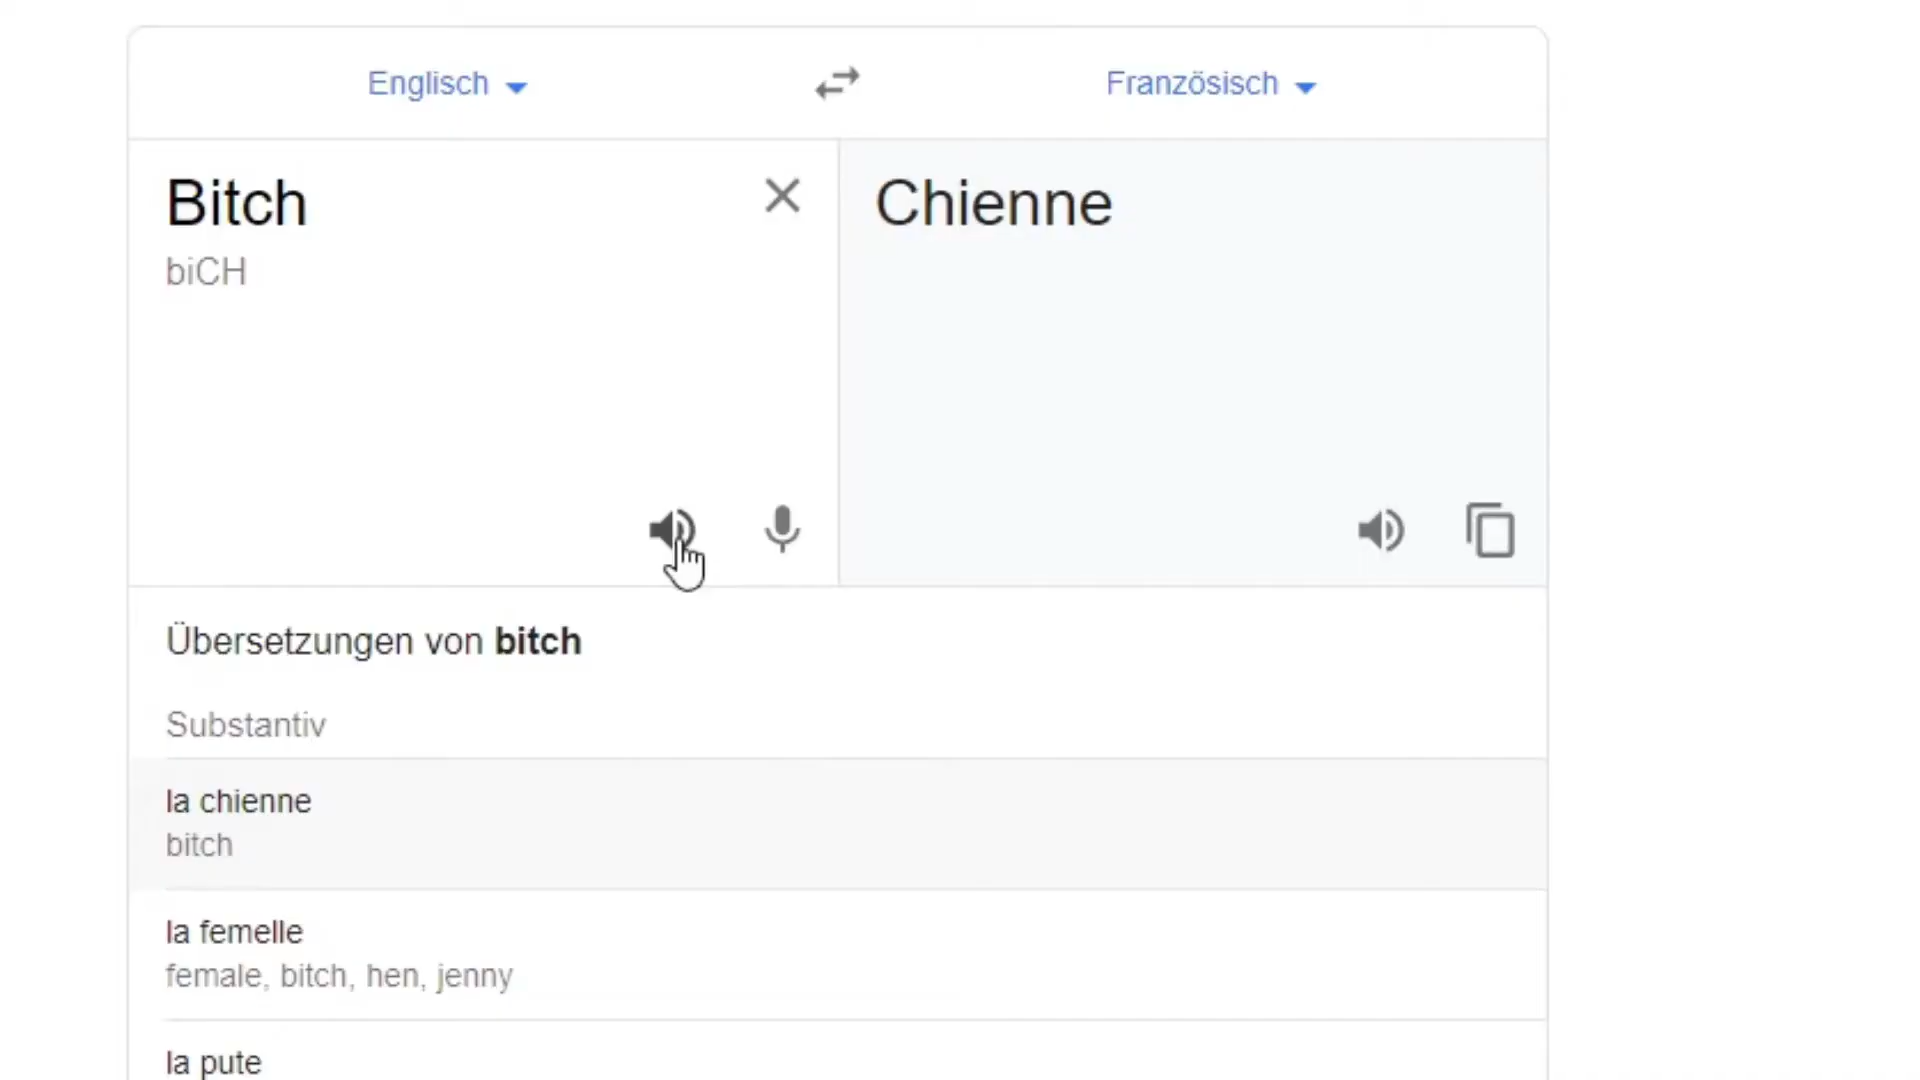 Englisch
Französisch
Bitch
biCH
Chienne
Übersetzungen von bitch
Substantiv
la chienne
bitch
la femelle
female, bitch, hen, jenny
la pute